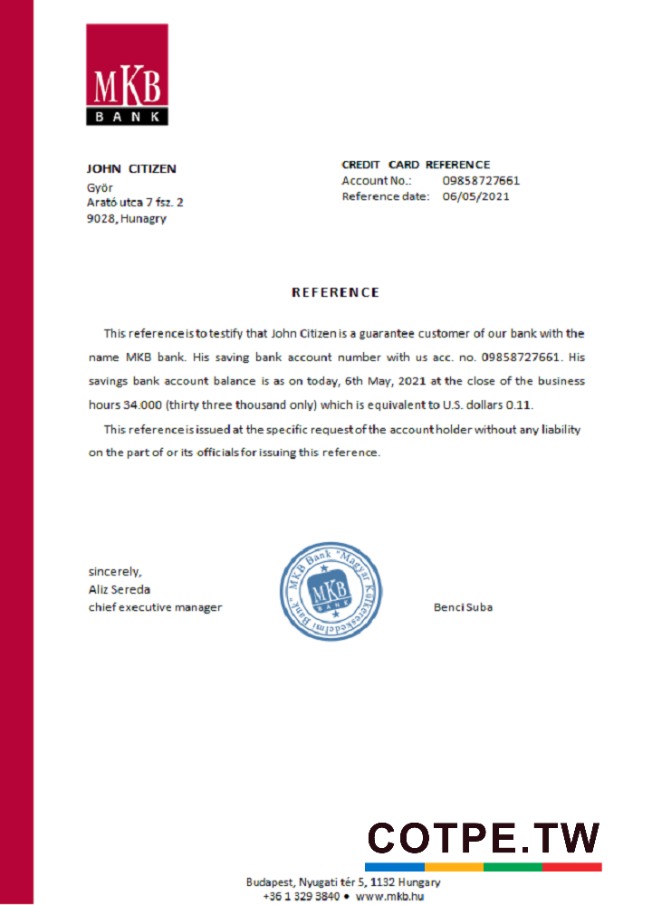 MKB
BANK
JOHN CITIZEN
Győr
Arató utca 7 fsz. 2
9028, Hunagry
CREDIT CARD REFERENCE
Account No.: 09858727661
Reference date: 06/05/2021
REFERENCE
This reference is to testify that John Citizen is a guarantee customer of our bank with the
name MKB bank. His saving bank account number with us acc. no. 09858727661. His
savings bank account balance is as on today, 6th May, 2021 at the close of the business
hours 34.000 (thirty three thousand only) which is equivalent to U.S. dollars 0.11.
This reference is issued at the specific request of the account holder without any liability
on the part of or its officials for issuing this reference.
sincerely,
Aliz Sereda
chief executive manager
MKB Bank "Magyar Külkereskedelmi Bank"
MKB
BANK
Benci Suba
COTPE.TW
Budapest, Nyugati tér 5, 1132 Hungary
+36 1 329 3840 ● www.mkb.hu